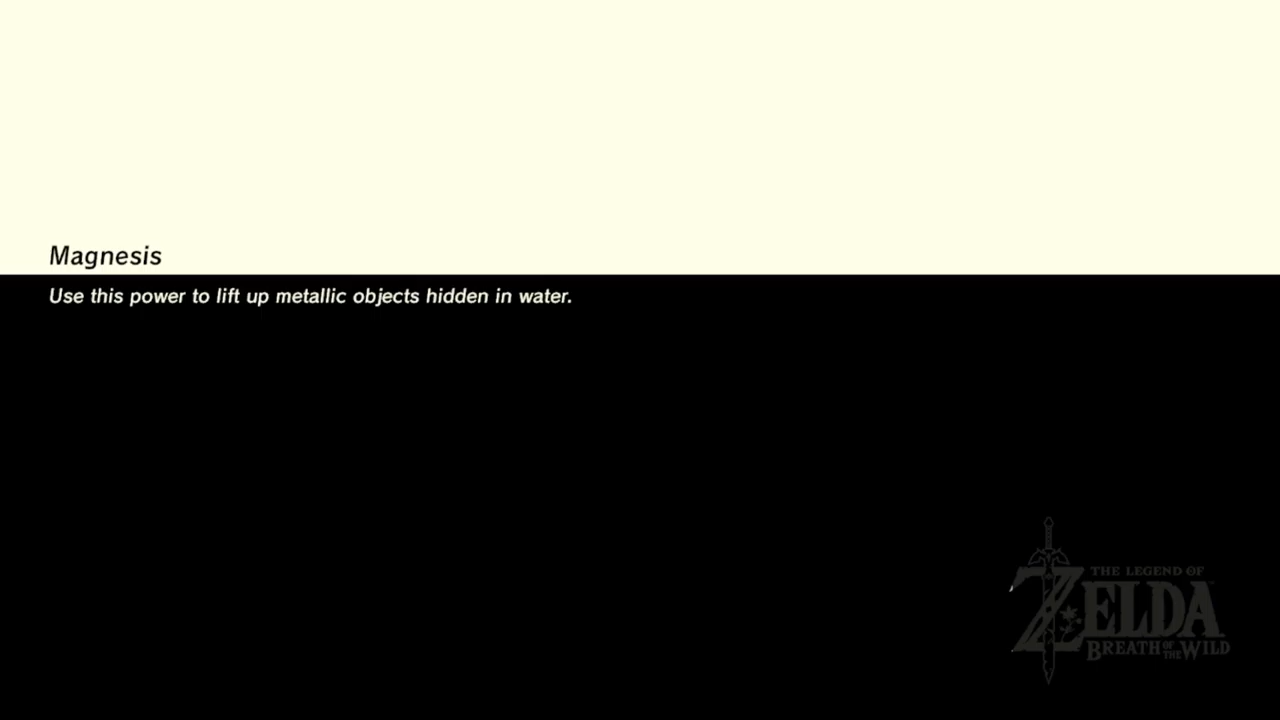 Magnesis
Use this power to lift up metallic objects hidden in water.
THE LEGEND OF
ZELDA
BREATH OF THE WILD